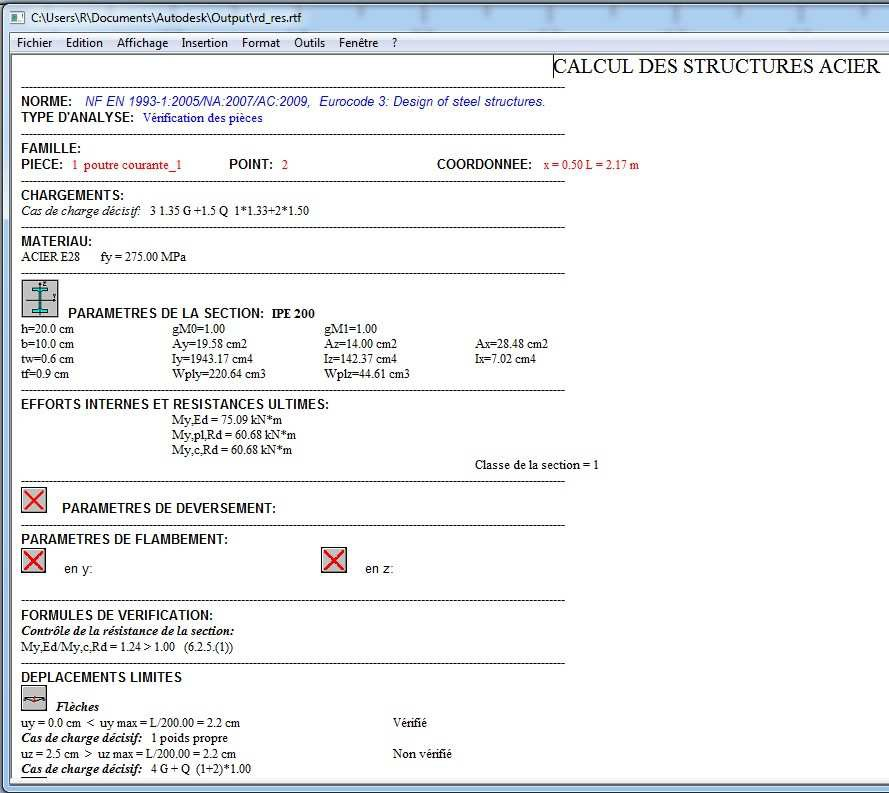 C:\Users\R\Documents\Autodesk\Output\rd_res.rtf
Fichier Edition Affichage Insertion Format Outils Fenêtre ?
CALCUL DES STRUCTURES ACIER
NORME: NF EN 1993-1:2005/NA:2007/AC:2009, Eurocode 3: Design of steel structures.
TYPE D'ANALYSE: Vérification des pièces
FAMILLE:
PIECE: 1 poutre courante_1 POINT: 2 COORDONNEE: x = 0.50 L = 2.17 m
CHARGEMENTS:
Cas de charge décisif: 3 1.35 G +1.5 Q 1*1.33+2*1.50
MATERIAU:
ACIER E28 fy = 275.00 MPa
z
y
PARAMETRES DE LA SECTION: IPE 200
h=20.0 cm gM0=1.00 gM1=1.00
b=10.0 cm Ay=19.58 cm2 Az=14.00 cm2 Ax=28.48 cm2
tw=0.6 cm Iy=1943.17 cm4 Iz=142.37 cm4 Ix=7.02 cm4
tf=0.9 cm Wply=220.64 cm3 Wplz=44.61 cm3
EFFORTS INTERNES ET RESISTANCES ULTIMES:
My,Ed = 75.09 kN*m
My,pl,Rd = 60.68 kN*m
My,c,Rd = 60.68 kN*m
Classe de la section = 1
PARAMETRES DE DEVERSEMENT:
PARAMETRES DE FLAMBEMENT:
en y: en z:
FORMULES DE VERIFICATION:
Contrôle de la résistance de la section:
My,Ed/My,c,Rd = 1.24 > 1.00 (6.2.5.(1))
DEPLACEMENTS LIMITES
Flèches
uy = 0.0 cm < uy max = L/200.00 = 2.2 cm Vérifié
Cas de charge décisif: 1 poids propre
uz = 2.5 cm > uz max = L/200.00 = 2.2 cm Non vérifié
Cas de charge décisif: 4 G + Q (1+2)*1.00